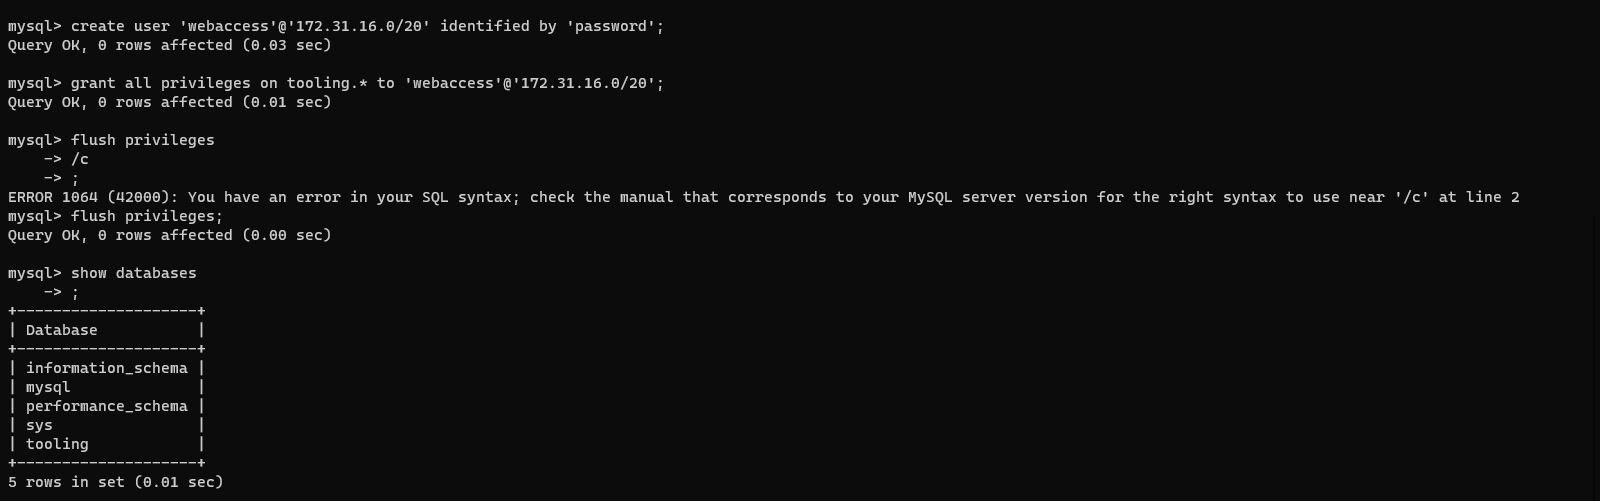 mysql> create user 'webaccess'@'172.31.16.0/20' identified by 'password';
Query OK, 0 rows affected (0.03 sec)
mysql> grant all privileges on tooling.* to 'webaccess'@'172.31.16.0/20';
Query OK, 0 rows affected (0.01 sec)
mysql> flush privileges
    -> /c
    -> ;
ERROR 1064 (42000): You have an error in your SQL syntax; check the manual that corresponds to your MySQL server version for the right syntax to use near '/c' at line 2
mysql> flush privileges;
Query OK, 0 rows affected (0.00 sec)
mysql> show databases
    -> ;
+--------------------+
| Database           |
+--------------------+
| information_schema |
| mysql              |
| performance_schema |
| sys                |
| tooling            |
+--------------------+
5 rows in set (0.01 sec)